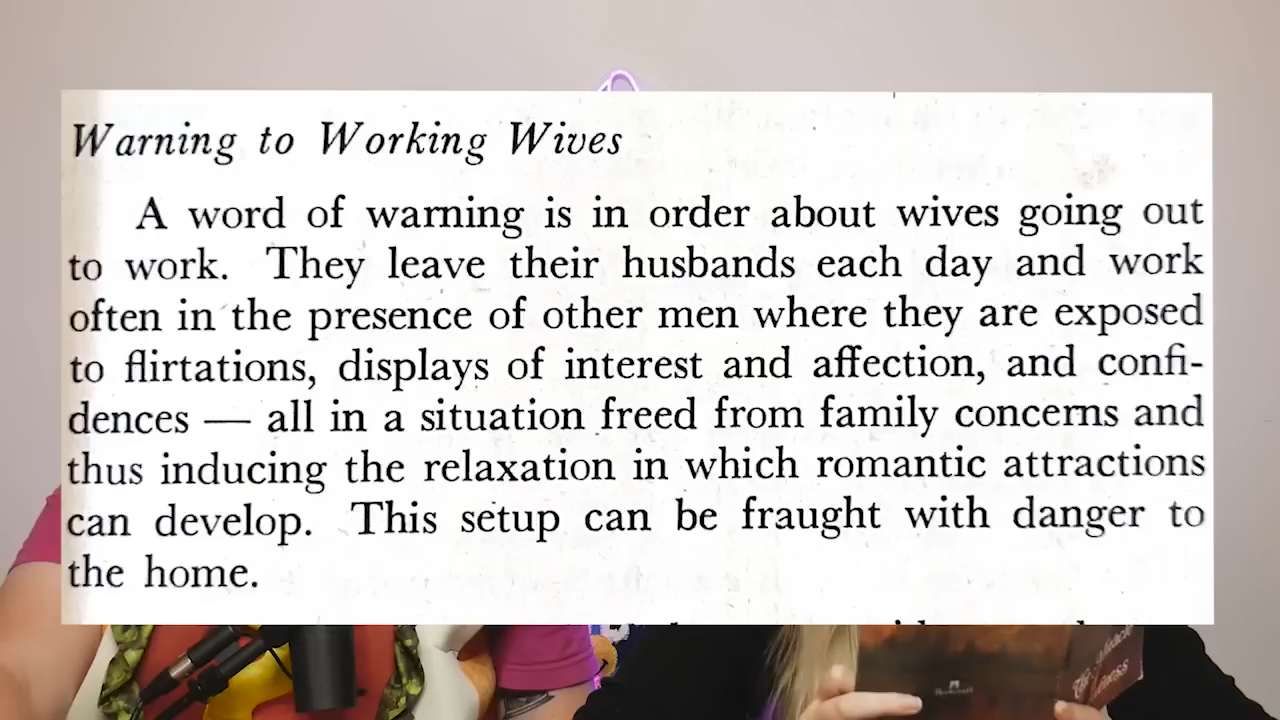 Warning to Working Wives
A word of warning is in order about wives going out
to work. They leave their husbands each day and work
often in the presence of other men where they are exposed
to flirtations, displays of interest and affection, and confi-
dences — all in a situation freed from family concerns and
thus inducing the relaxation in which romantic attractions
can develop. This setup can be fraught with danger to
the home.